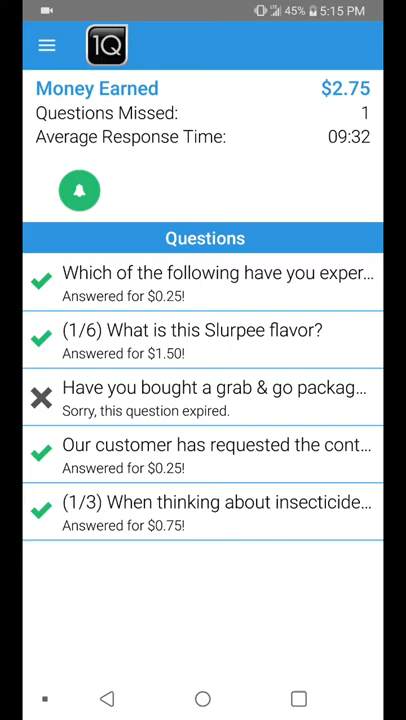 45% 5:15 PM
1Q
Money Earned $2.75
Questions Missed: 1
Average Response Time: 09:32
Questions
Which of the following have you exper...
Answered for $0.25!
(1/6) What is this Slurpee flavor?
Answered for $1.50!
Have you bought a grab & go packag...
Sorry, this question expired.
Our customer has requested the cont...
Answered for $0.25!
(1/3) When thinking about insecticide...
Answered for $0.75!